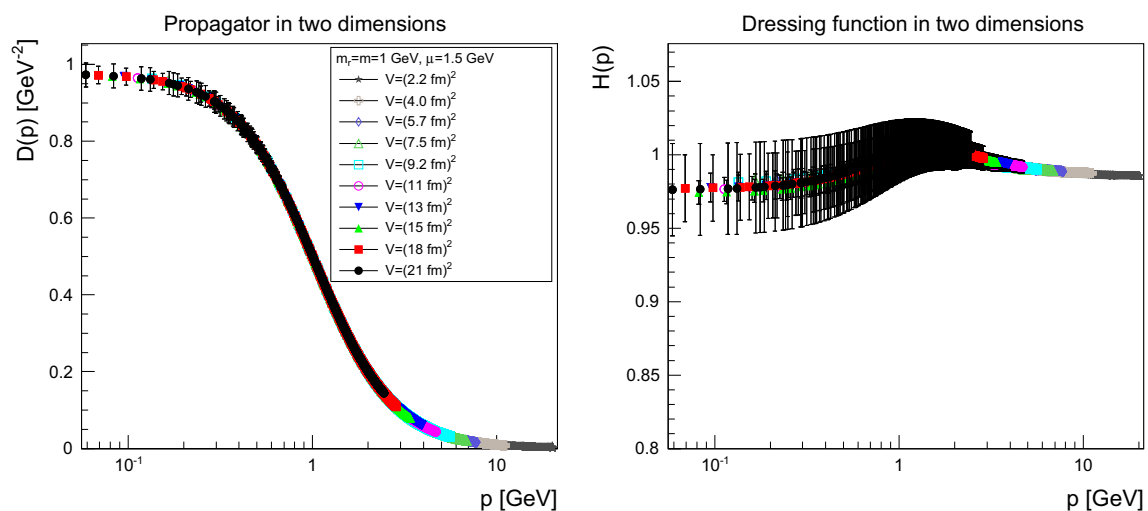 Propagator in two dimensions
D(p) [GeV⁻²]
1
0.8
0.6
0.4
0.2
0
mᵣ=m=1 GeV, μ=1.5 GeV
V=(2.2 fm)²
V=(4.0 fm)²
V=(5.7 fm)²
V=(7.5 fm)²
V=(9.2 fm)²
V=(11 fm)²
V=(13 fm)²
V=(15 fm)²
V=(18 fm)²
V=(21 fm)²
10⁻¹ 1 10
p [GeV]
Dressing function in two dimensions
H(p)
1.05
1
0.95
0.9
0.85
0.8
10⁻¹ 1 10
p [GeV]